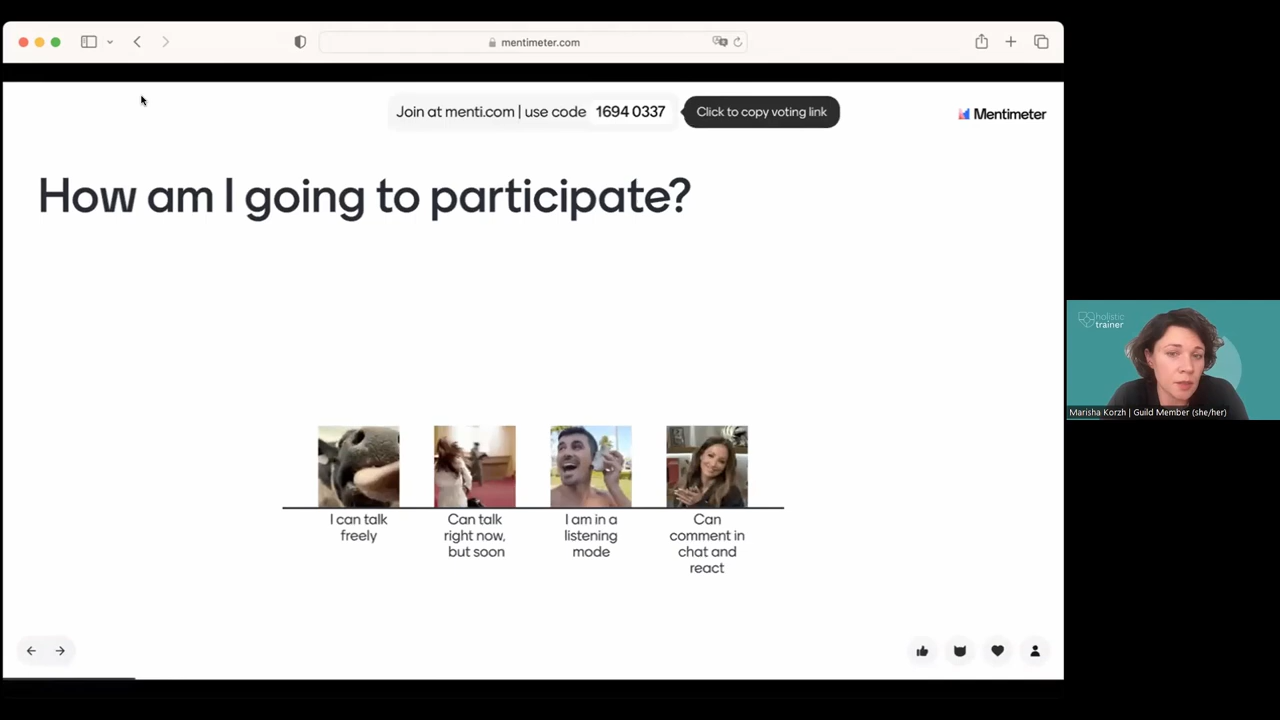 mentimeter.com
Join at menti.com | use code 1694 0337
Click to copy voting link
Mentimeter
How am I going to participate?
I can talk
freely
Can talk
right now,
but soon
I am in a
listening
mode
Can
comment in
chat and
react
holistic
trainer
Marisha Korzh | Guild Member (she/her)